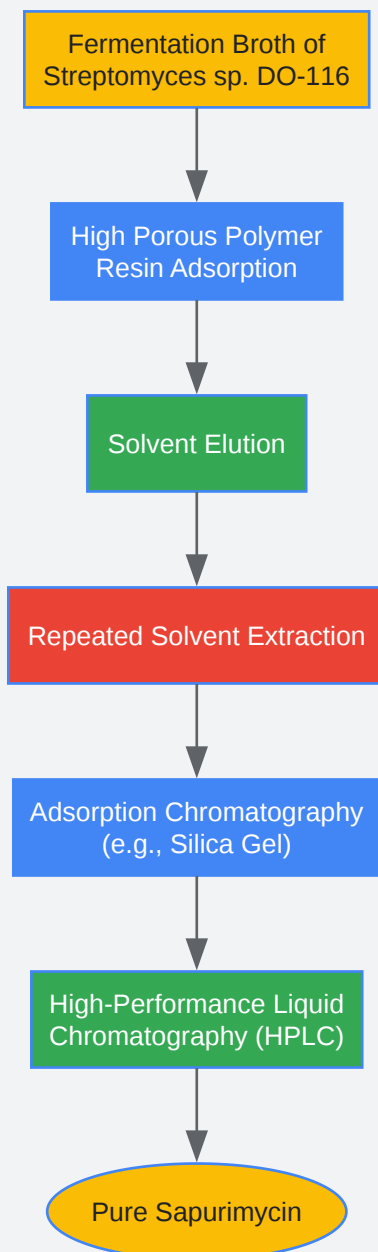 Fermentation Broth of
Streptomyces sp. DO-116
High Porous Polymer
Resin Adsorption
Solvent Elution
Repeated Solvent Extraction
Adsorption Chromatography
(e.g., Silica Gel)
High-Performance Liquid
Chromatography (HPLC)
Pure Sapurimycin